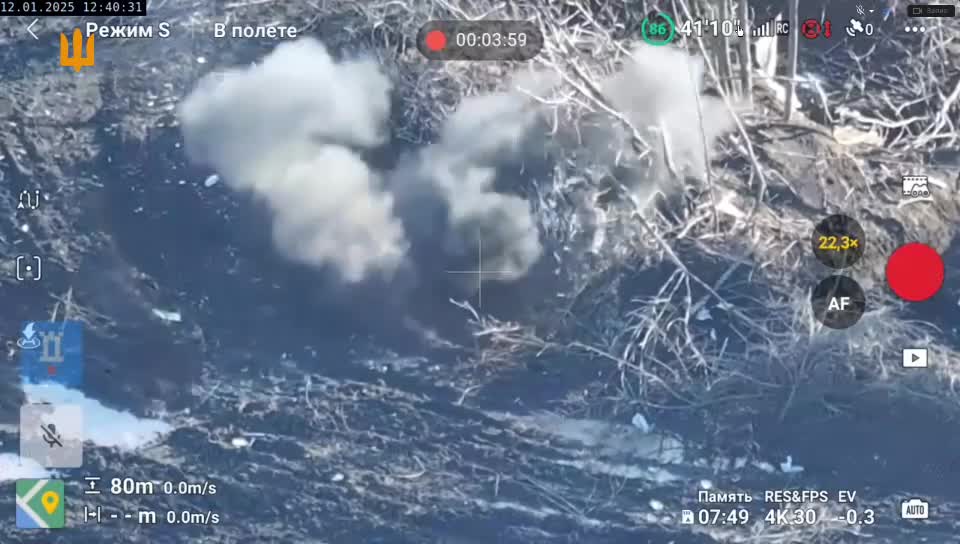 12.01.2025 12:40:31
Режим S
В полете
00:03:59
86
41'10"
RC
0
22,3×
AF
80m 0.0m/s
- - m 0.0m/s
Память RES&FPS EV
07:49 4K 30 -0.3
AUTO